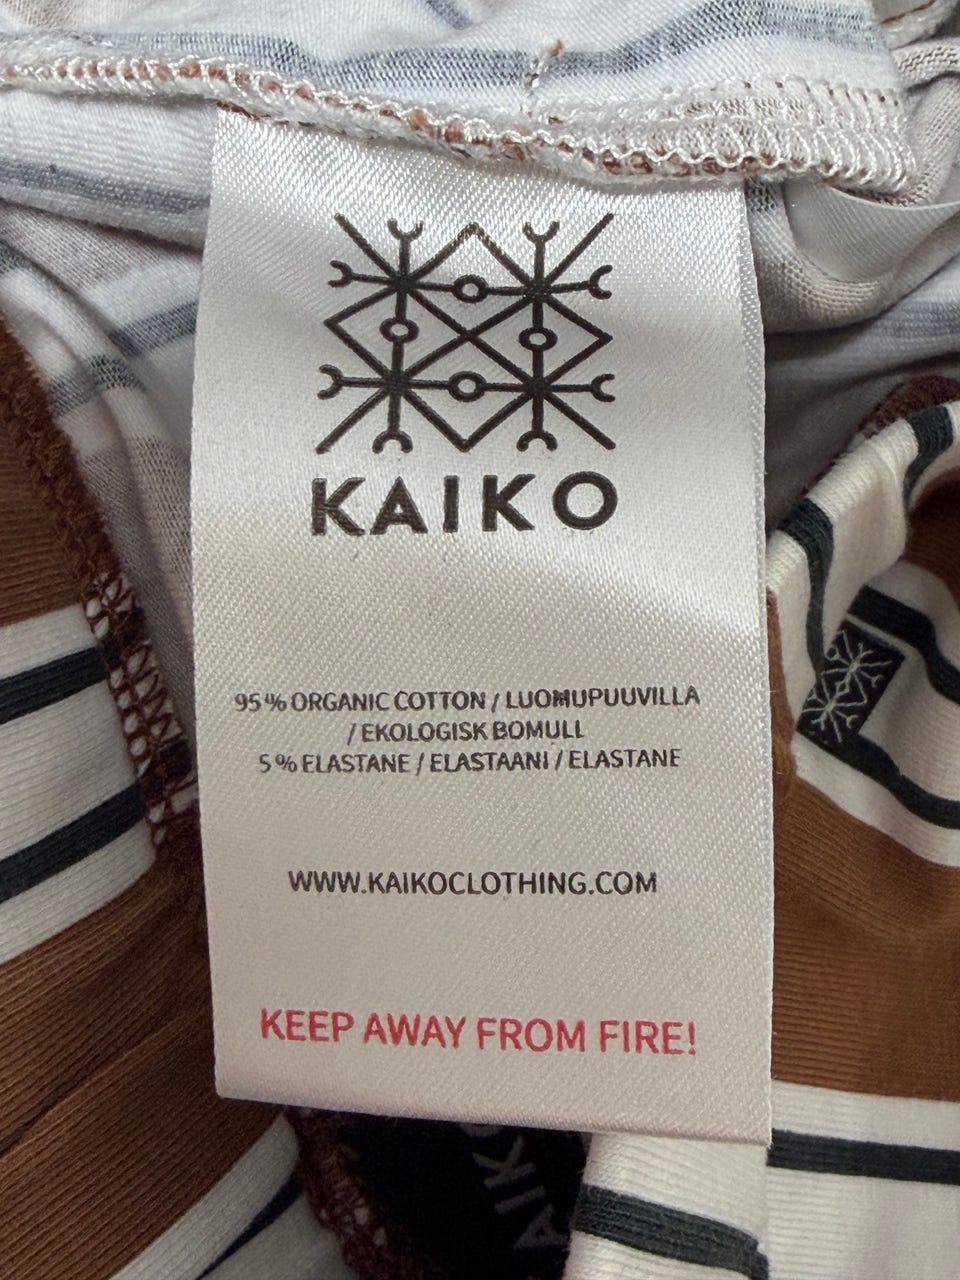 KAIKO
95% ORGANIC COTTON / LUOMUPUUVILLA
/ EKOLOGISK BOMULL
5% ELASTANE / ELASTAANI / ELASTANE
WWW.KAIKOCLOTHING.COM
KEEP AWAY FROM FIRE!